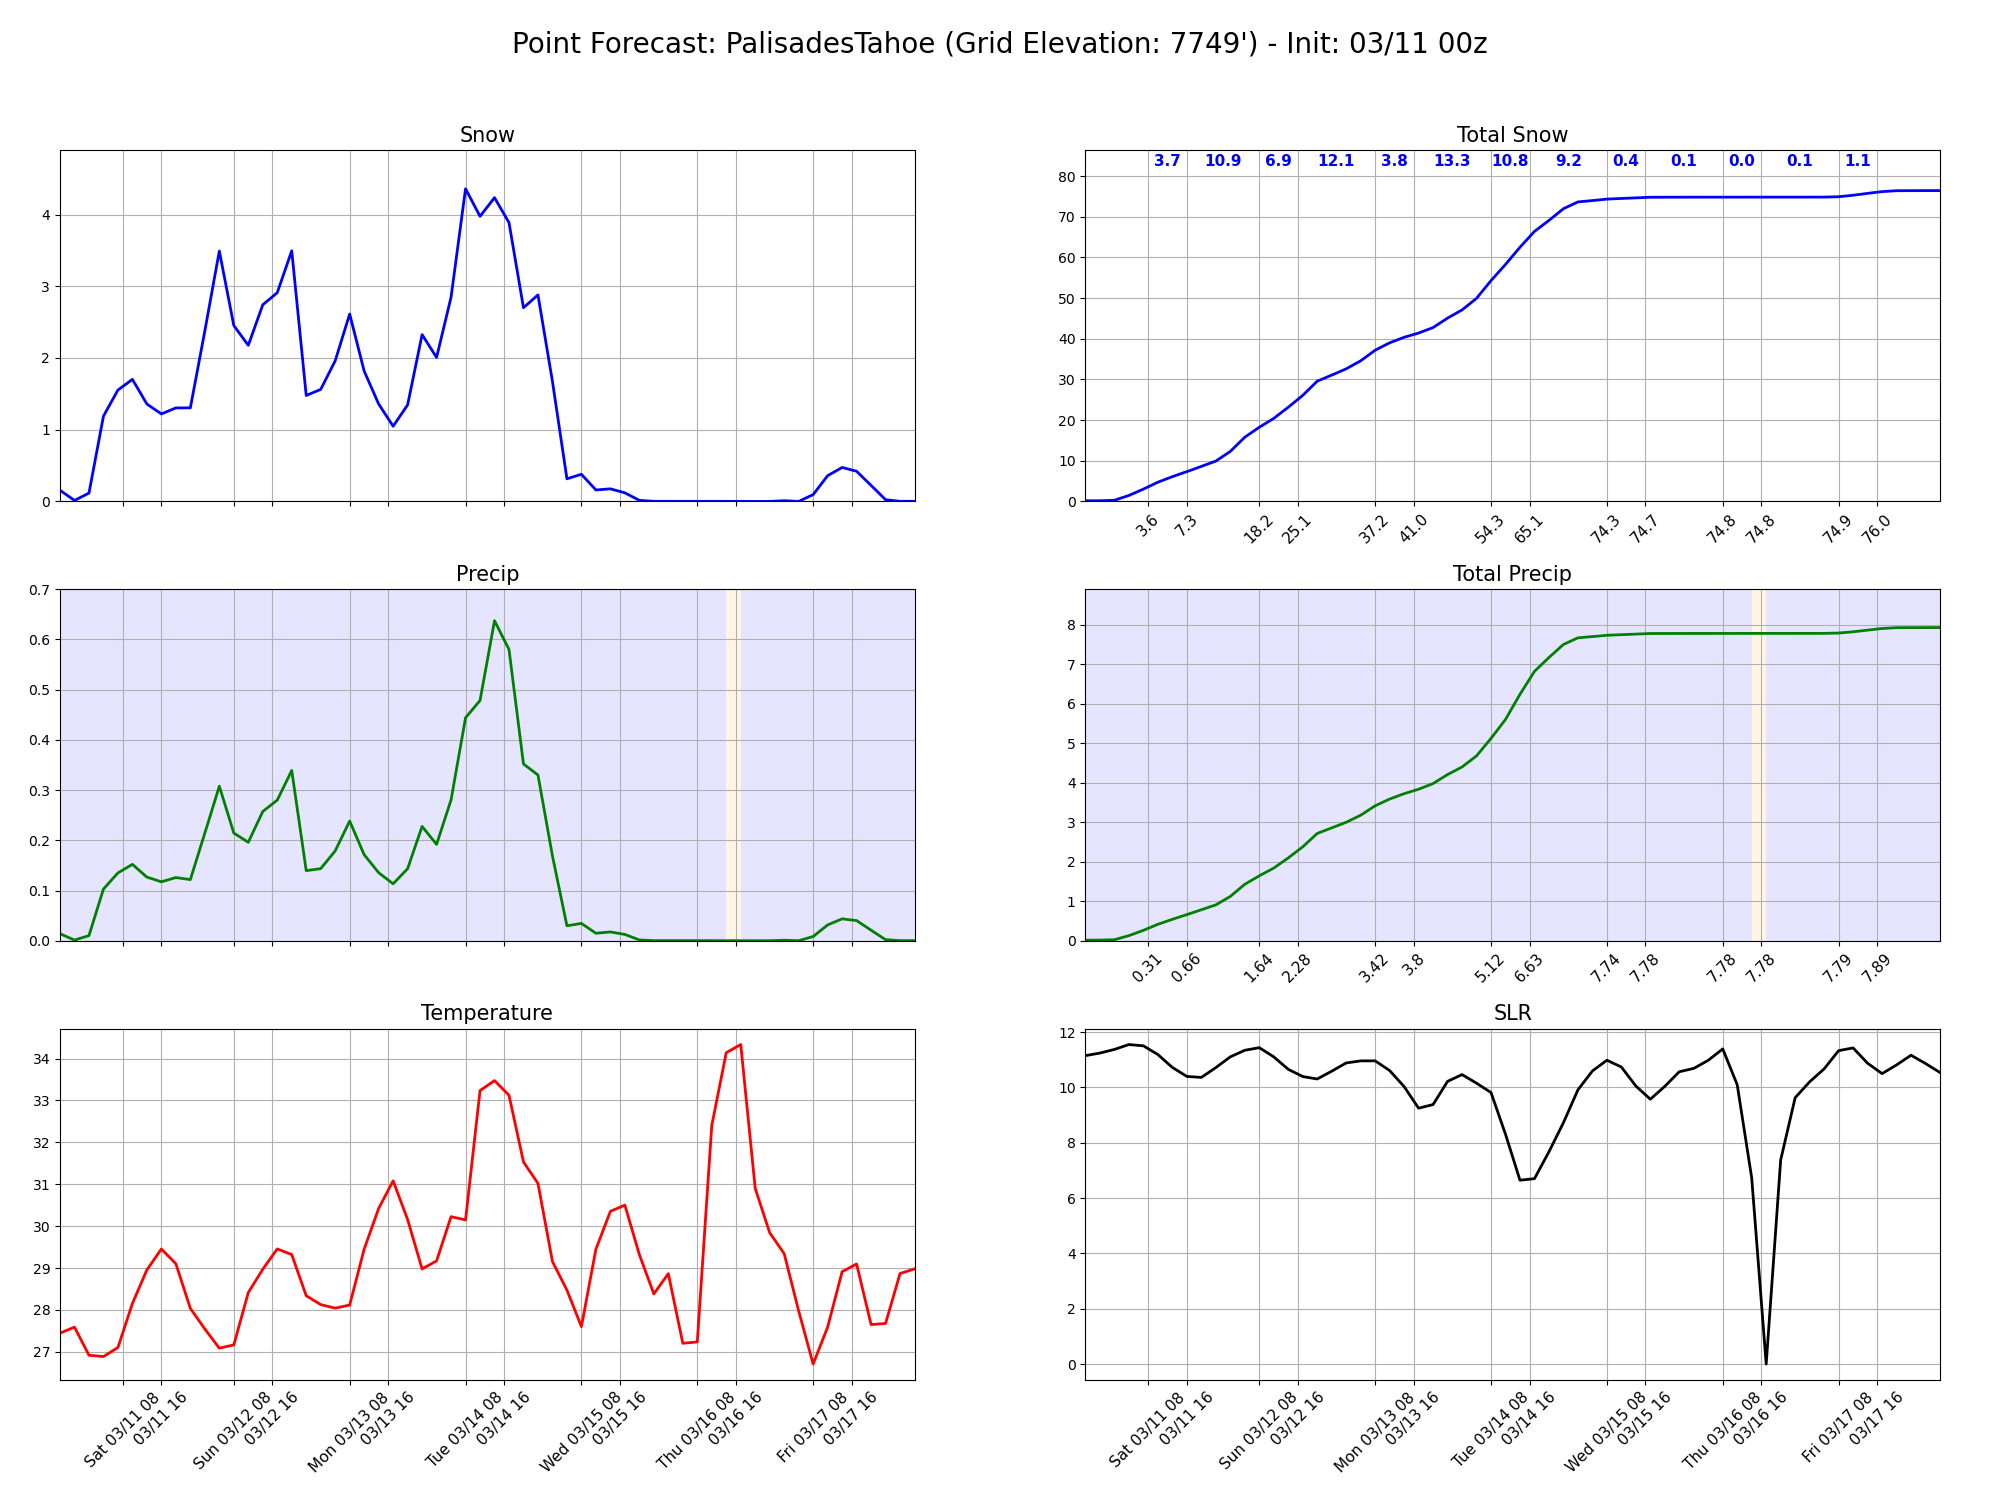 Point Forecast: PalisadesTahoe (Grid Elevation: 7749') - Init: 03/11 00z
Snow
4
3
2
1
0
Total Snow
3.7 10.9 6.9 12.1 3.8 13.3 10.8 9.2 0.4 0.1 0.0 0.1 1.1
80
70
60
50
40
30
20
10
0
3.6 7.3 18.2 25.1 37.2 41.0 54.3 65.1 74.3 74.7 74.8 74.8 74.9 76.0
Precip
0.7
0.6
0.5
0.4
0.3
0.2
0.1
0.0
Total Precip
8
7
6
5
4
3
2
1
0
0.31 0.66 1.64 2.28 3.42 3.8 5.12 6.63 7.74 7.78 7.78 7.78 7.79 7.89
Temperature
34
33
32
31
30
29
28
27
Sat 03/11 08
03/11 16
Sun 03/12 08
03/12 16
Mon 03/13 08
03/13 16
Tue 03/14 08
03/14 16
Wed 03/15 08
03/15 16
Thu 03/16 08
03/16 16
Fri 03/17 08
03/17 16
SLR
12
10
8
6
4
2
0
Sat 03/11 08
03/11 16
Sun 03/12 08
03/12 16
Mon 03/13 08
03/13 16
Tue 03/14 08
03/14 16
Wed 03/15 08
03/15 16
Thu 03/16 08
03/16 16
Fri 03/17 08
03/17 16